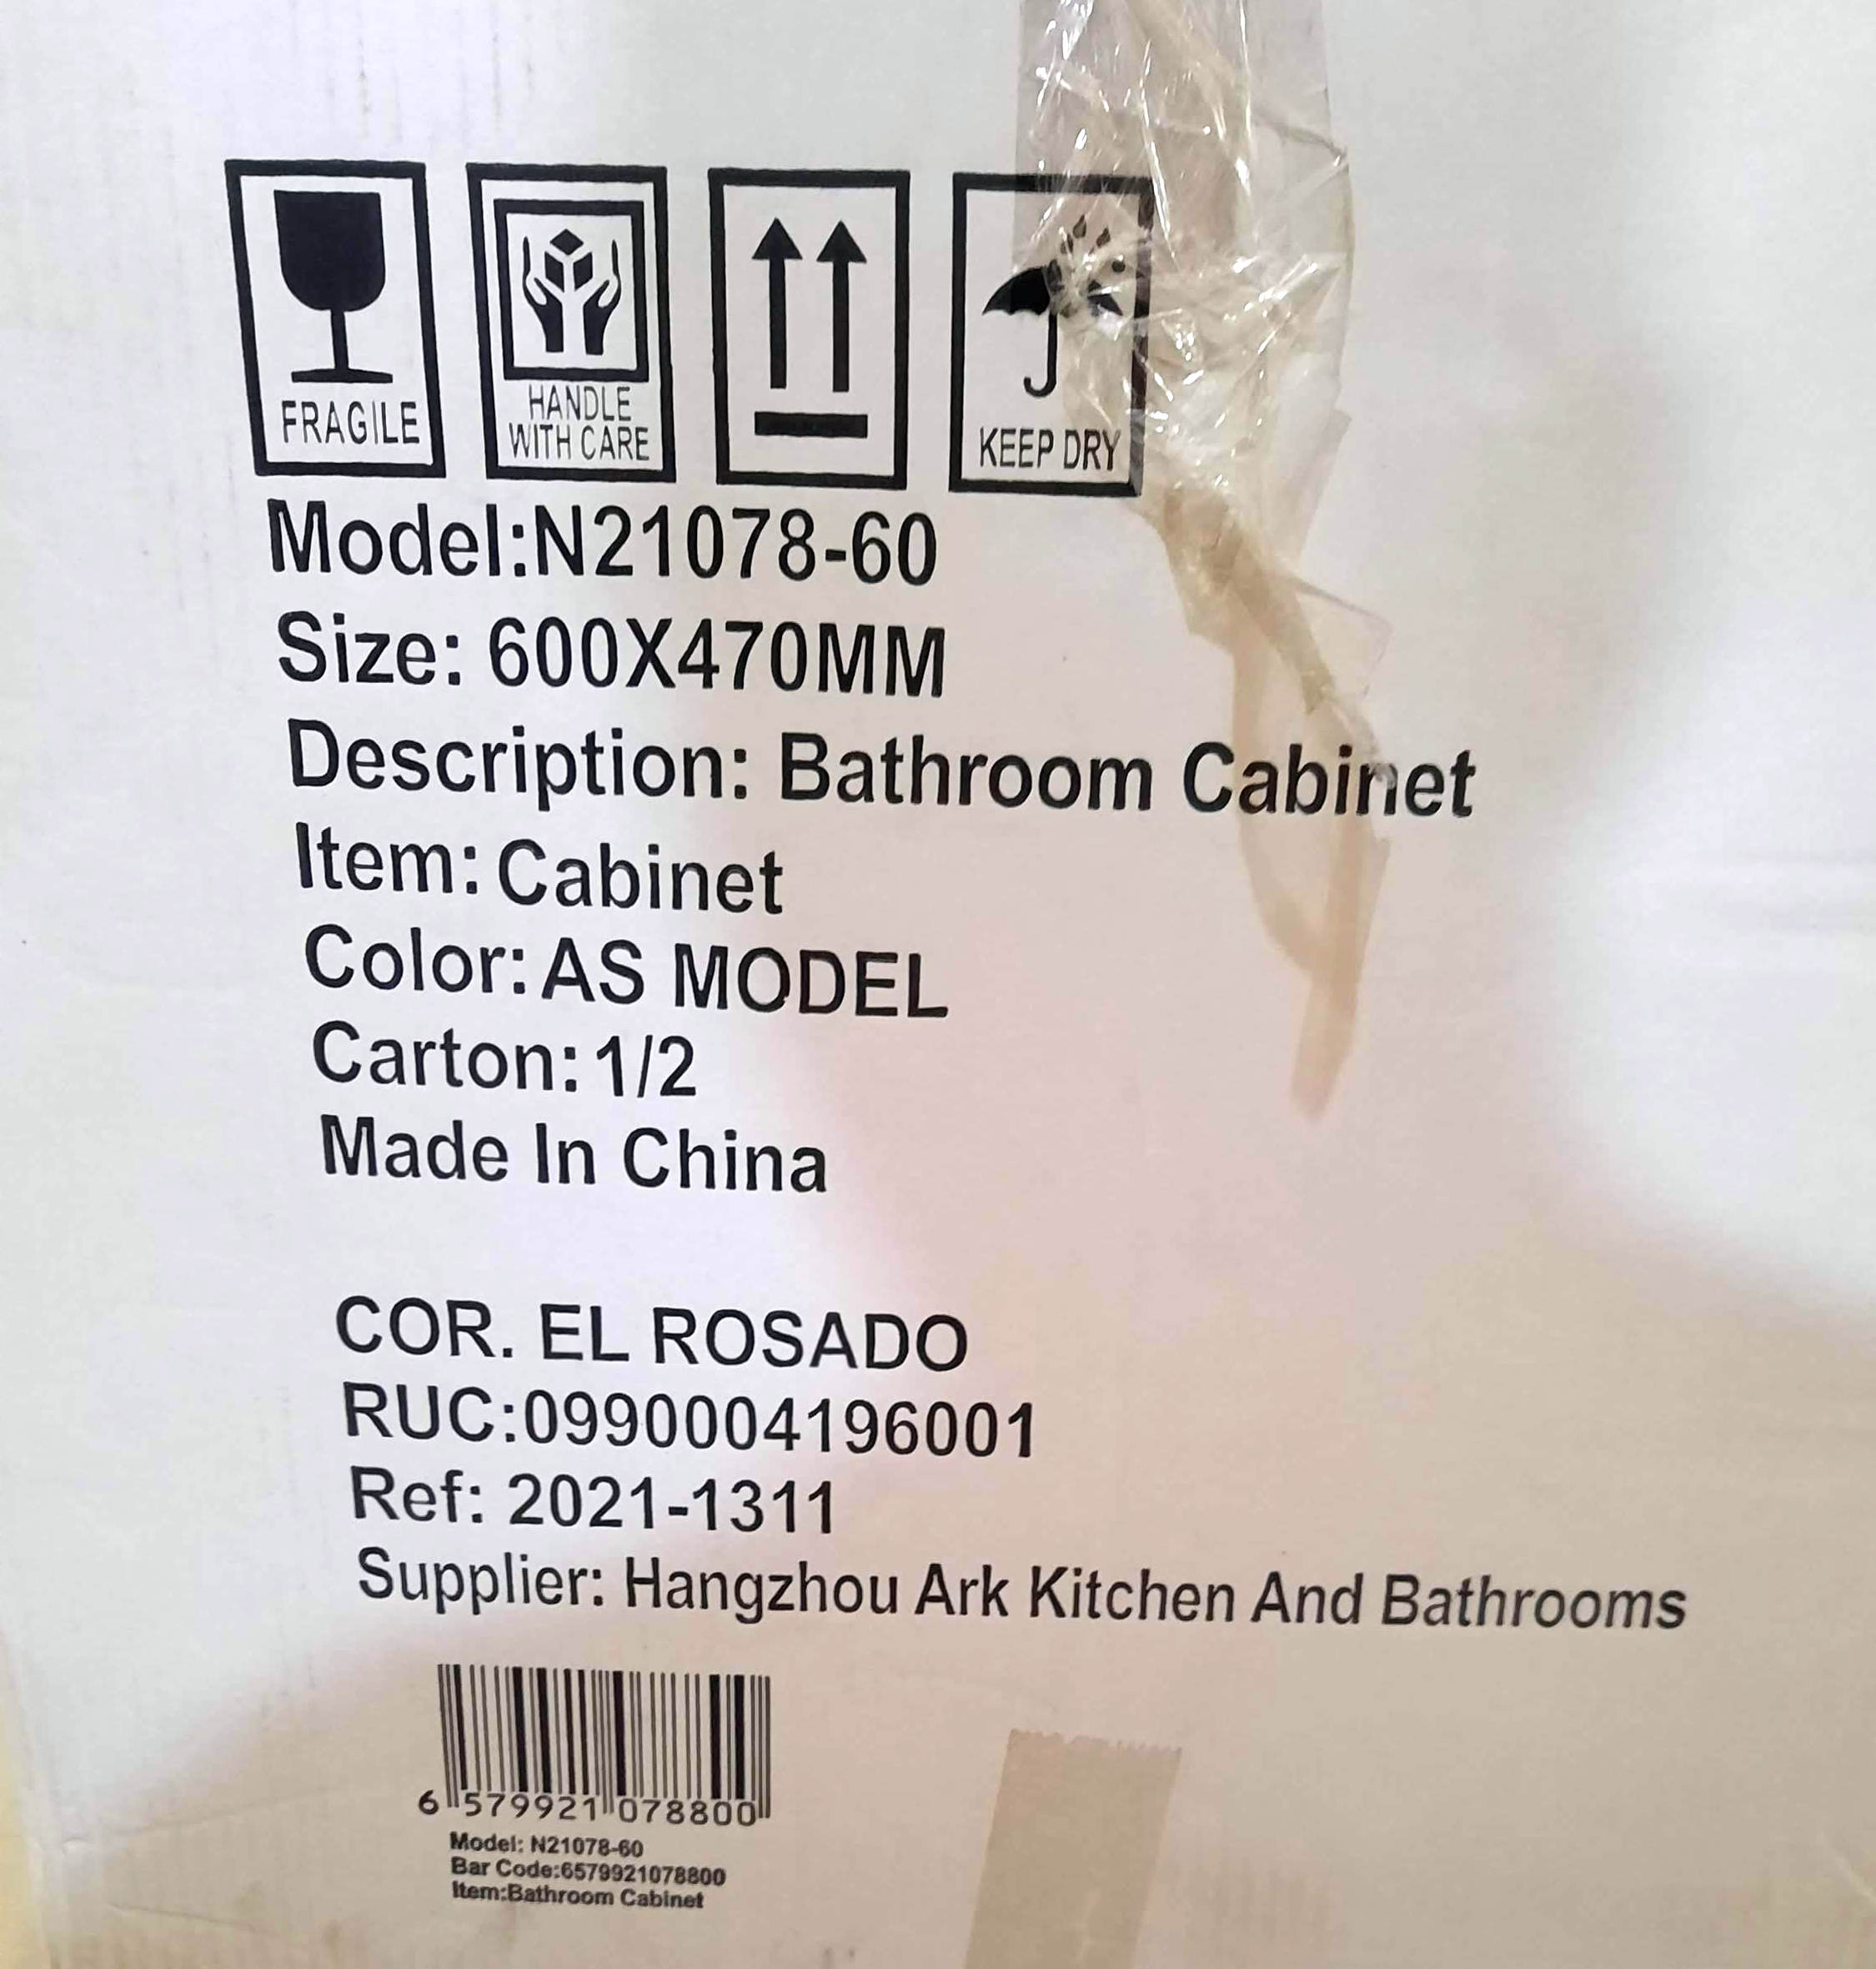 FRAGILE
HANDLE
WITH CARE
KEEP DRY
Model:N21078-60
Size: 600X470MM
Description: Bathroom Cabinet
Item: Cabinet
Color: AS MODEL
Carton: 1/2
Made In China
COR. EL ROSADO
RUC:0990004196001
Ref: 2021-1311
Supplier: Hangzhou Ark Kitchen And Bathrooms
6 579921 078800
Model: N21078-60
Bar Code:6579921078800
Item:Bathroom Cabinet